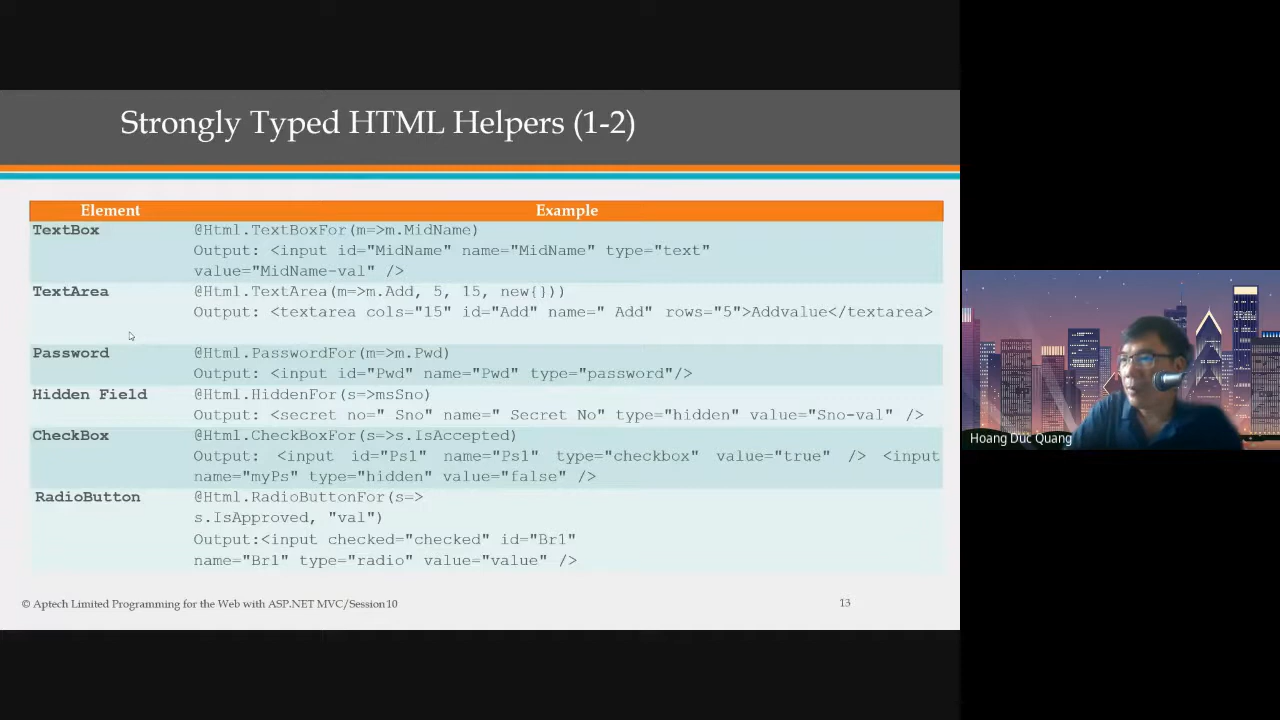 Strongly Typed HTML Helpers (1-2)
Element Example
TextBox @Html.TextBoxFor(m=>m.MidName)
Output: <input id="MidName" name="MidName" type="text"
value="MidName-val" />
TextArea @Html.TextArea(m=>m.Add, 5, 15, new{}))
Output: <textarea cols="15" id="Add" name=" Add" rows="5">Addvalue</textarea>
Password @Html.PasswordFor(m=>m.Pwd)
Output: <input id="Pwd" name="Pwd" type="password"/>
Hidden Field @Html.HiddenFor(s=>msSno)
Output: <secret no=" Sno" name=" Secret No" type="hidden" value="Sno-val" />
CheckBox @Html.CheckBoxFor(s=>s.IsAccepted)
Output: <input id="Ps1" name="Ps1" type="checkbox" value="true" /> <input
name="myPs" type="hidden" value="false" />
RadioButton @Html.RadioButtonFor(s=>
s.IsApproved, "val")
Output:<input checked="checked" id="Br1"
name="Br1" type="radio" value="value" />
© Aptech Limited Programming for the Web with ASP.NET MVC/Session10 13
Hoang Duc Quang